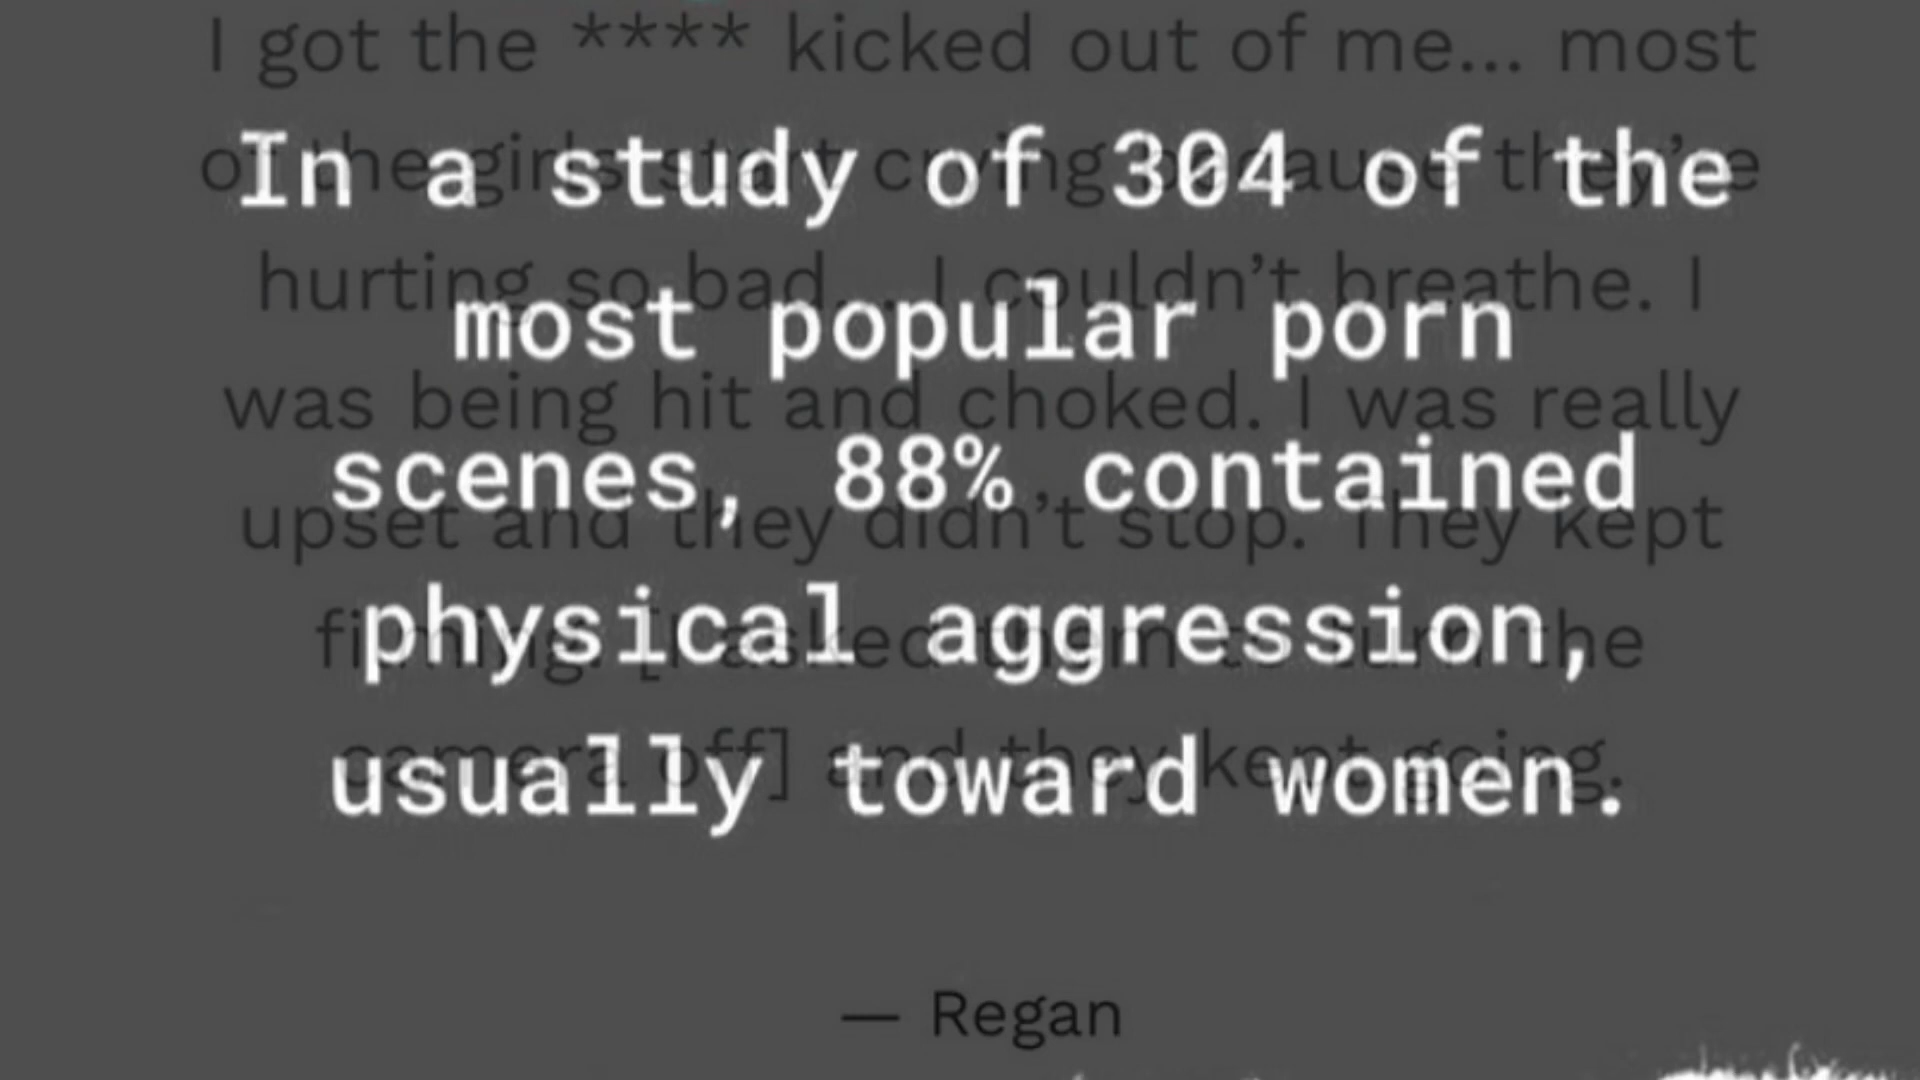 I got the **** kicked out of me... most
In a study of 304 of the
of the girls start crying because they're
hurting so bad... I couldn't breathe. I
most popular porn
was being hit and choked. I was really
scenes, 88% contained
upset and they didn't stop. They kept
physical aggression,
filming. [I asked them to turn the
camera off] and they kept going.
usually toward women.
— Regan